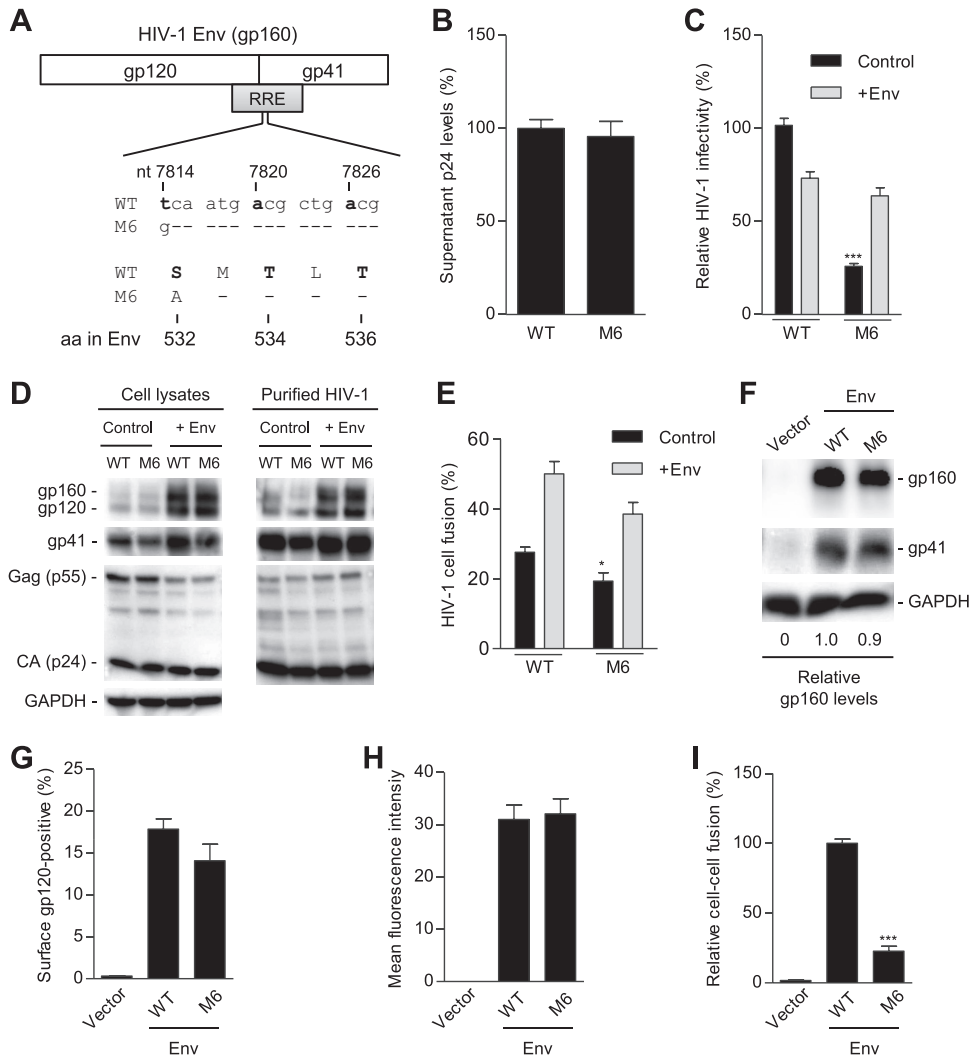 A
HIV-1 Env (gp160)
gp120 gp41
RRE
nt 7814 7820 7826
WT tca atg acg ctg acg
M6 g-- --- --- --- ---
WT S M T L T
M6 A - - - -
aa in Env 532 534 536
B
Supernatant p24 levels (%)
150
100
50
0
WT M6
C
Relative HIV-1 infectivity (%)
150
100
50
0
Control
+Env
***
WT M6
D
Cell lysates Purified HIV-1
Control + Env Control + Env
WT M6 WT M6 WT M6 WT M6
gp160 -
gp120 -
gp41 -
Gag (p55) -
CA (p24) -
GAPDH -
E
HIV-1 cell fusion (%)
60
40
20
0
Control
+Env
*
WT M6
F
Env
Vector WT M6
- gp160
- gp41
- GAPDH
0 1.0 0.9
Relative
gp160 levels
G
Surface gp120-positive (%)
25
20
15
10
5
0
Vector WT M6
Env
H
Mean fluorescence intensiy
40
30
20
10
0
Vector WT M6
Env
I
Relative cell-cell fusion (%)
150
100
50
0
***
Vector WT M6
Env